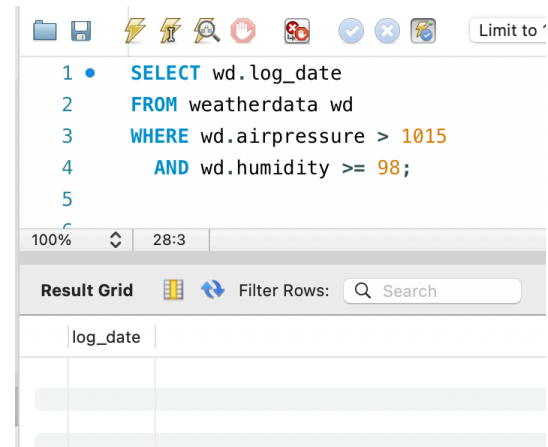 Limit to 1
1 SELECT wd.log_date
2 FROM weatherdata wd
3 WHERE wd.airpressure > 1015
4 AND wd.humidity >= 98;
5
100% 28:3
Result Grid Filter Rows: Search
log_date